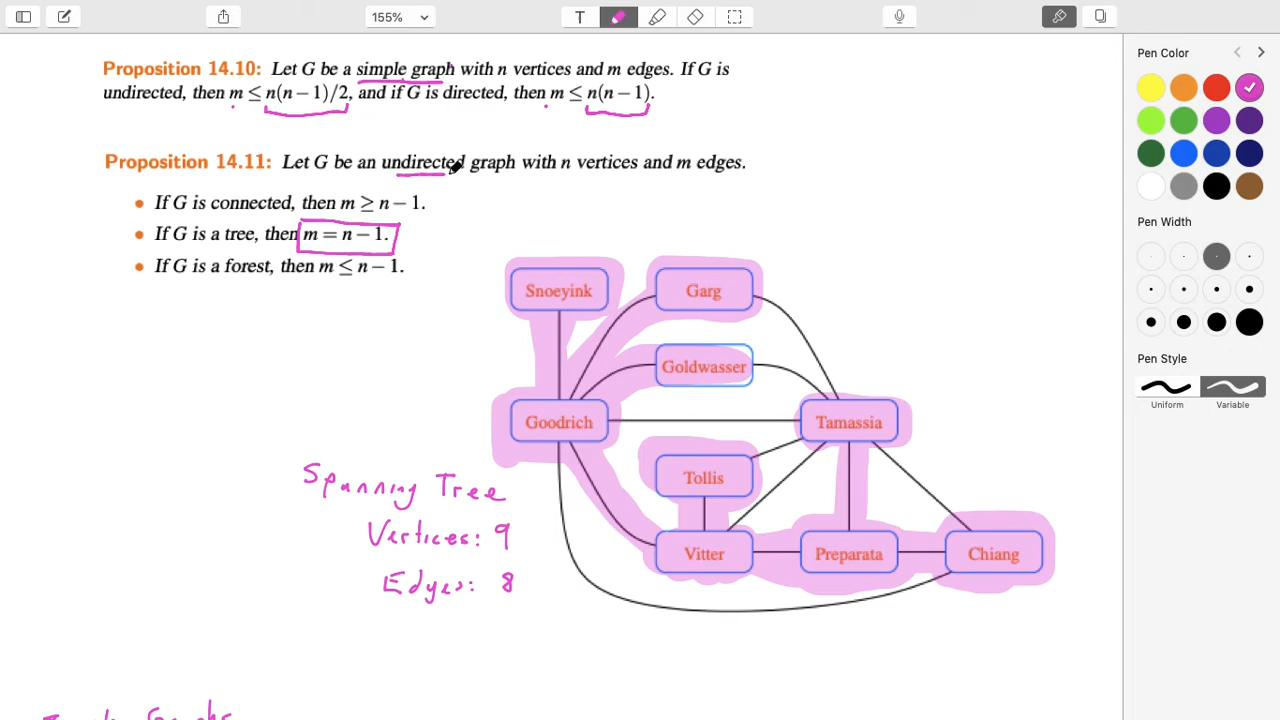 155%
T
Proposition 14.10: Let G be a simple graph with n vertices and m edges. If G is
undirected, then m ≤ n(n − 1)/2, and if G is directed, then m ≤ n(n − 1).
Proposition 14.11: Let G be an undirected graph with n vertices and m edges.
• If G is connected, then m ≥ n − 1.
• If G is a tree, then m = n − 1.
• If G is a forest, then m ≤ n − 1.
Snoeyink
Garg
Goldwasser
Goodrich
Tamassia
Tollis
Vitter
Preparata
Chiang
Spanning Tree
Vertices: 9
Edges: 8
Pen Color
Pen Width
Pen Style
Uniform
Variable